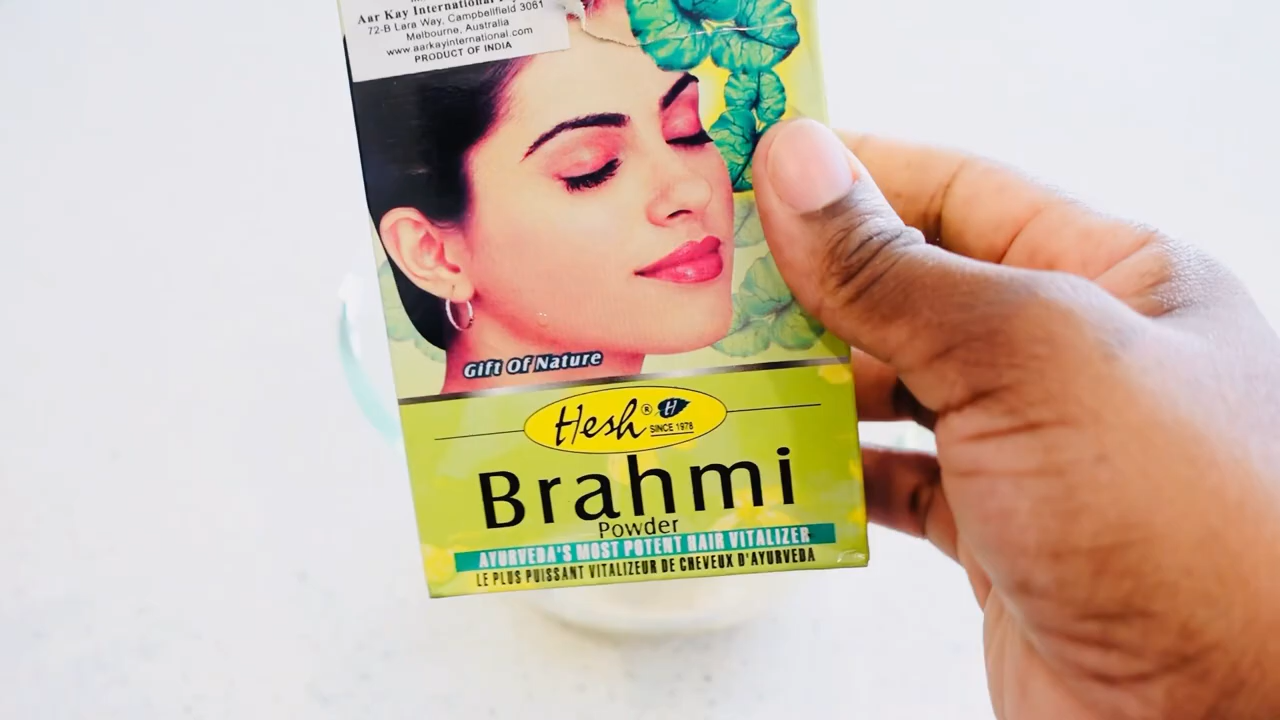 Aar Kay International
72-B Lara Way, Campbellfield 3061
Melbourne, Australia
www.aarkayinternational.com
PRODUCT OF INDIA
Gift Of Nature
Hesh® H
SINCE 1978
Brahmi
Powder
AYURVEDA'S MOST POTENT HAIR VITALIZER
LE PLUS PUISSANT VITALIZEUR DE CHEVEUX D'AYURVEDA